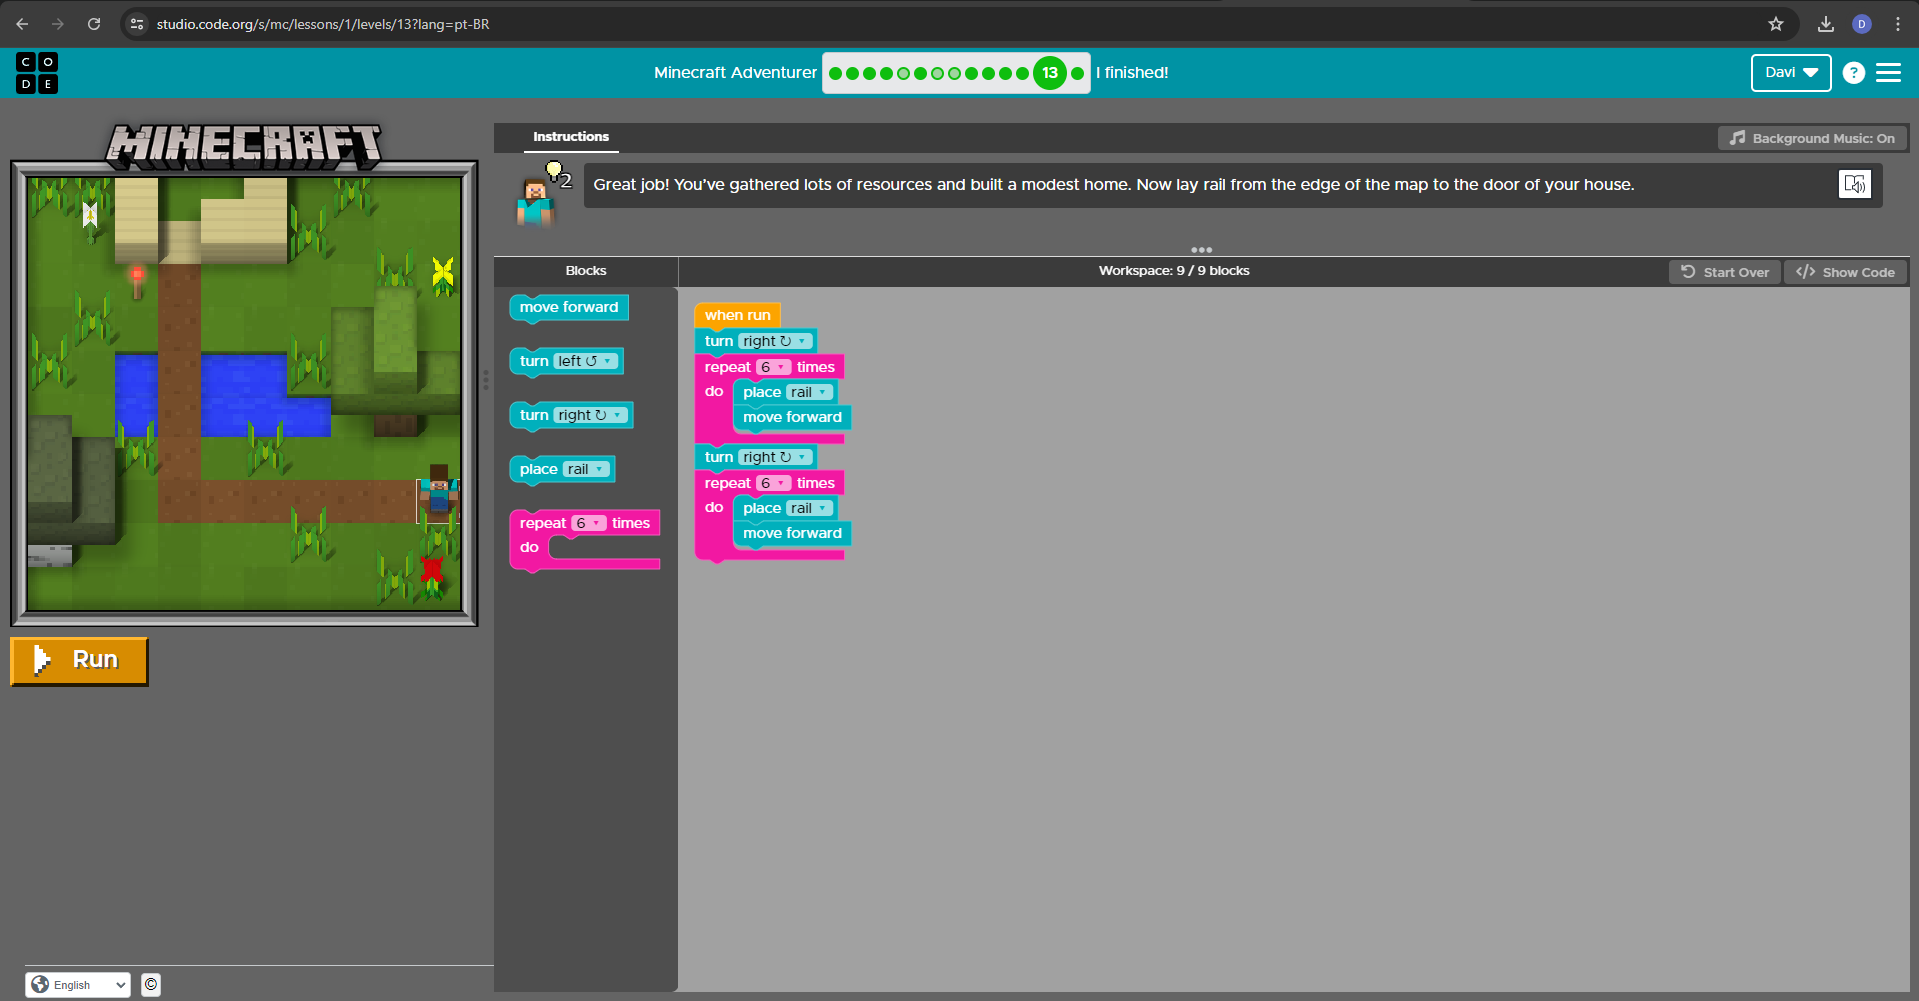 studio.code.org/s/mc/lessons/1/levels/13?lang=pt-BR
D
C O
D E
Minecraft Adventurer
13
I finished!
Davi
?
MINECRAFT
Instructions
Background Music: On
2
Great job! You've gathered lots of resources and built a modest home. Now lay rail from the edge of the map to the door of your house.
Blocks
Workspace: 9 / 9 blocks
Start Over
</> Show Code
move forward
turn left ↺
turn right ↻
place rail
repeat 6 times
do
when run
turn right ↻
repeat 6 times
do place rail
move forward
turn right ↻
repeat 6 times
do place rail
move forward
Run
English
©